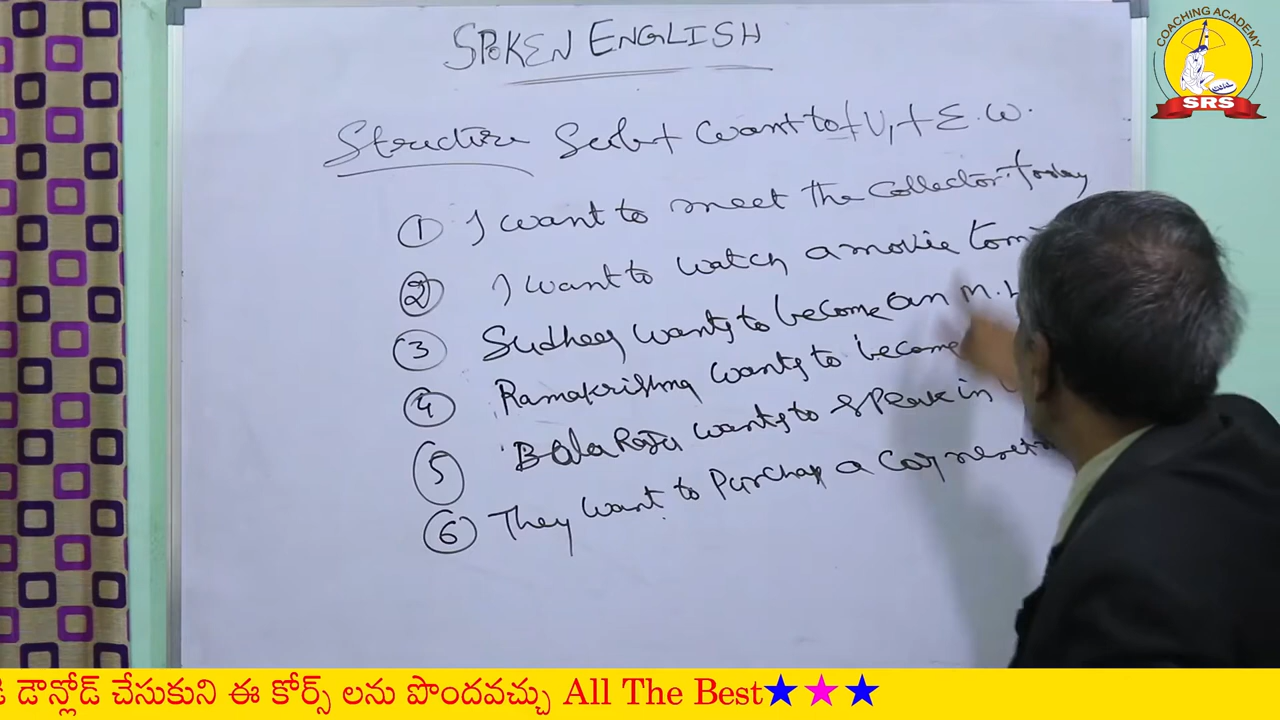 SPOKEN ENGLISH
COACHING ACADEMY
SRS
Structure Sub+ want to+V1+E.W.
① I want to meet the collector today
② I want to watch a movie
③ Sudheer wants to become an M.L
④ Ramakrishna wants to become
⑤ BalaRaju wants to speak in
⑥ They want to Purchase a car next
డౌన్లోడ్ చేసుకుని ఈ కోర్స్ లను పొందవచ్చు All The Best